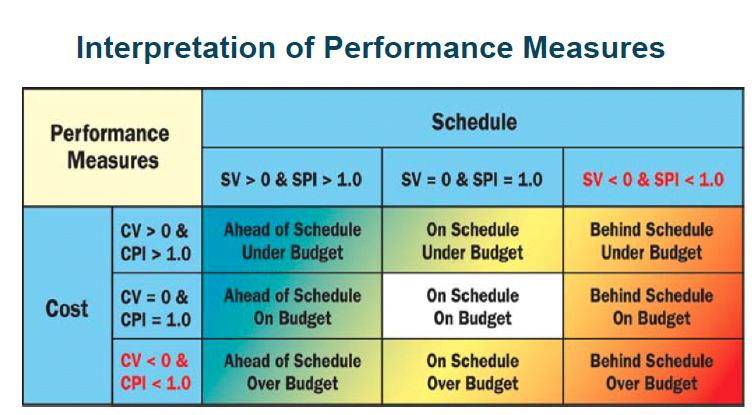 Interpretation of Performance Measures
Performance
Measures
Schedule
SV > 0 & SPI > 1.0
SV = 0 & SPI = 1.0
SV < 0 & SPI < 1.0
Cost
CV > 0 &
CPI > 1.0
Ahead of Schedule
Under Budget
On Schedule
Under Budget
Behind Schedule
Under Budget
CV = 0 &
CPI = 1.0
Ahead of Schedule
On Budget
On Schedule
On Budget
Behind Schedule
On Budget
CV < 0 &
CPI < 1.0
Ahead of Schedule
Over Budget
On Schedule
Over Budget
Behind Schedule
Over Budget